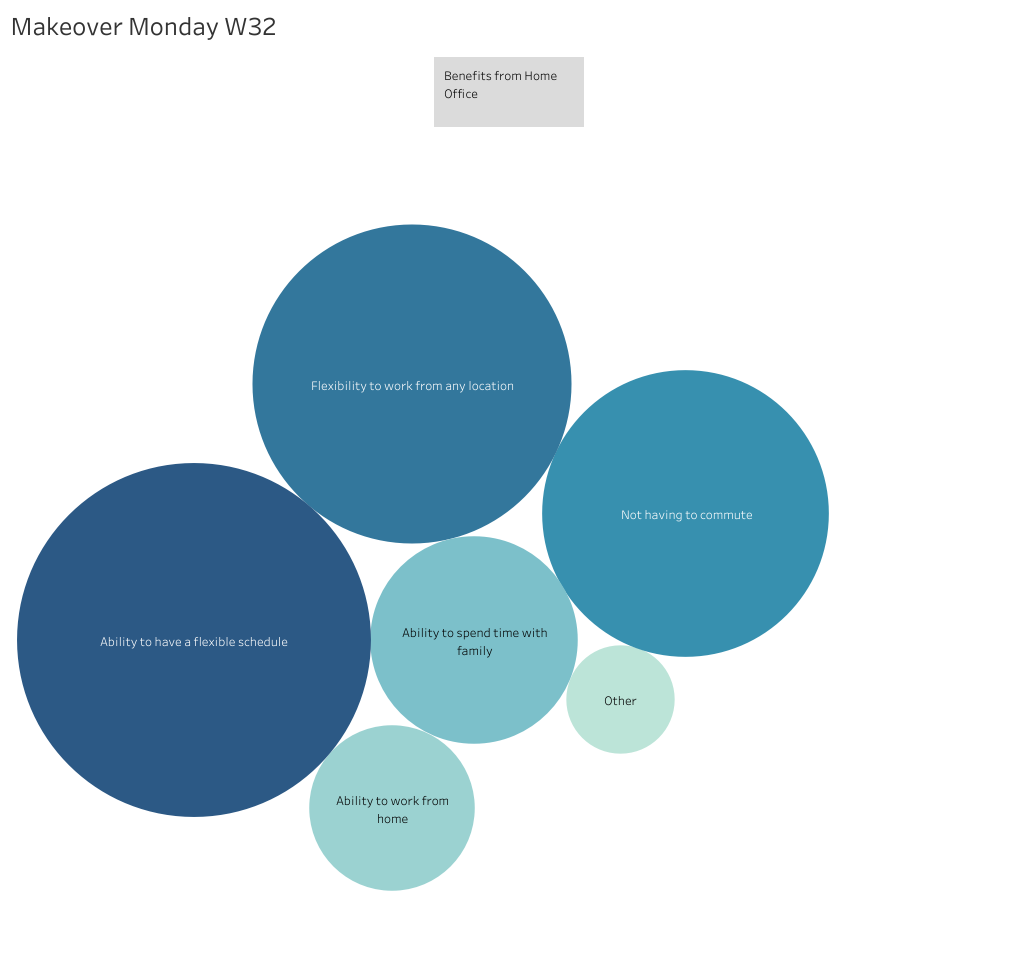 Makeover Monday W32
Benefits from Home
Office
Flexibility to work from any location
Not having to commute
Ability to have a flexible schedule
Ability to spend time with
family
Other
Ability to work from
home